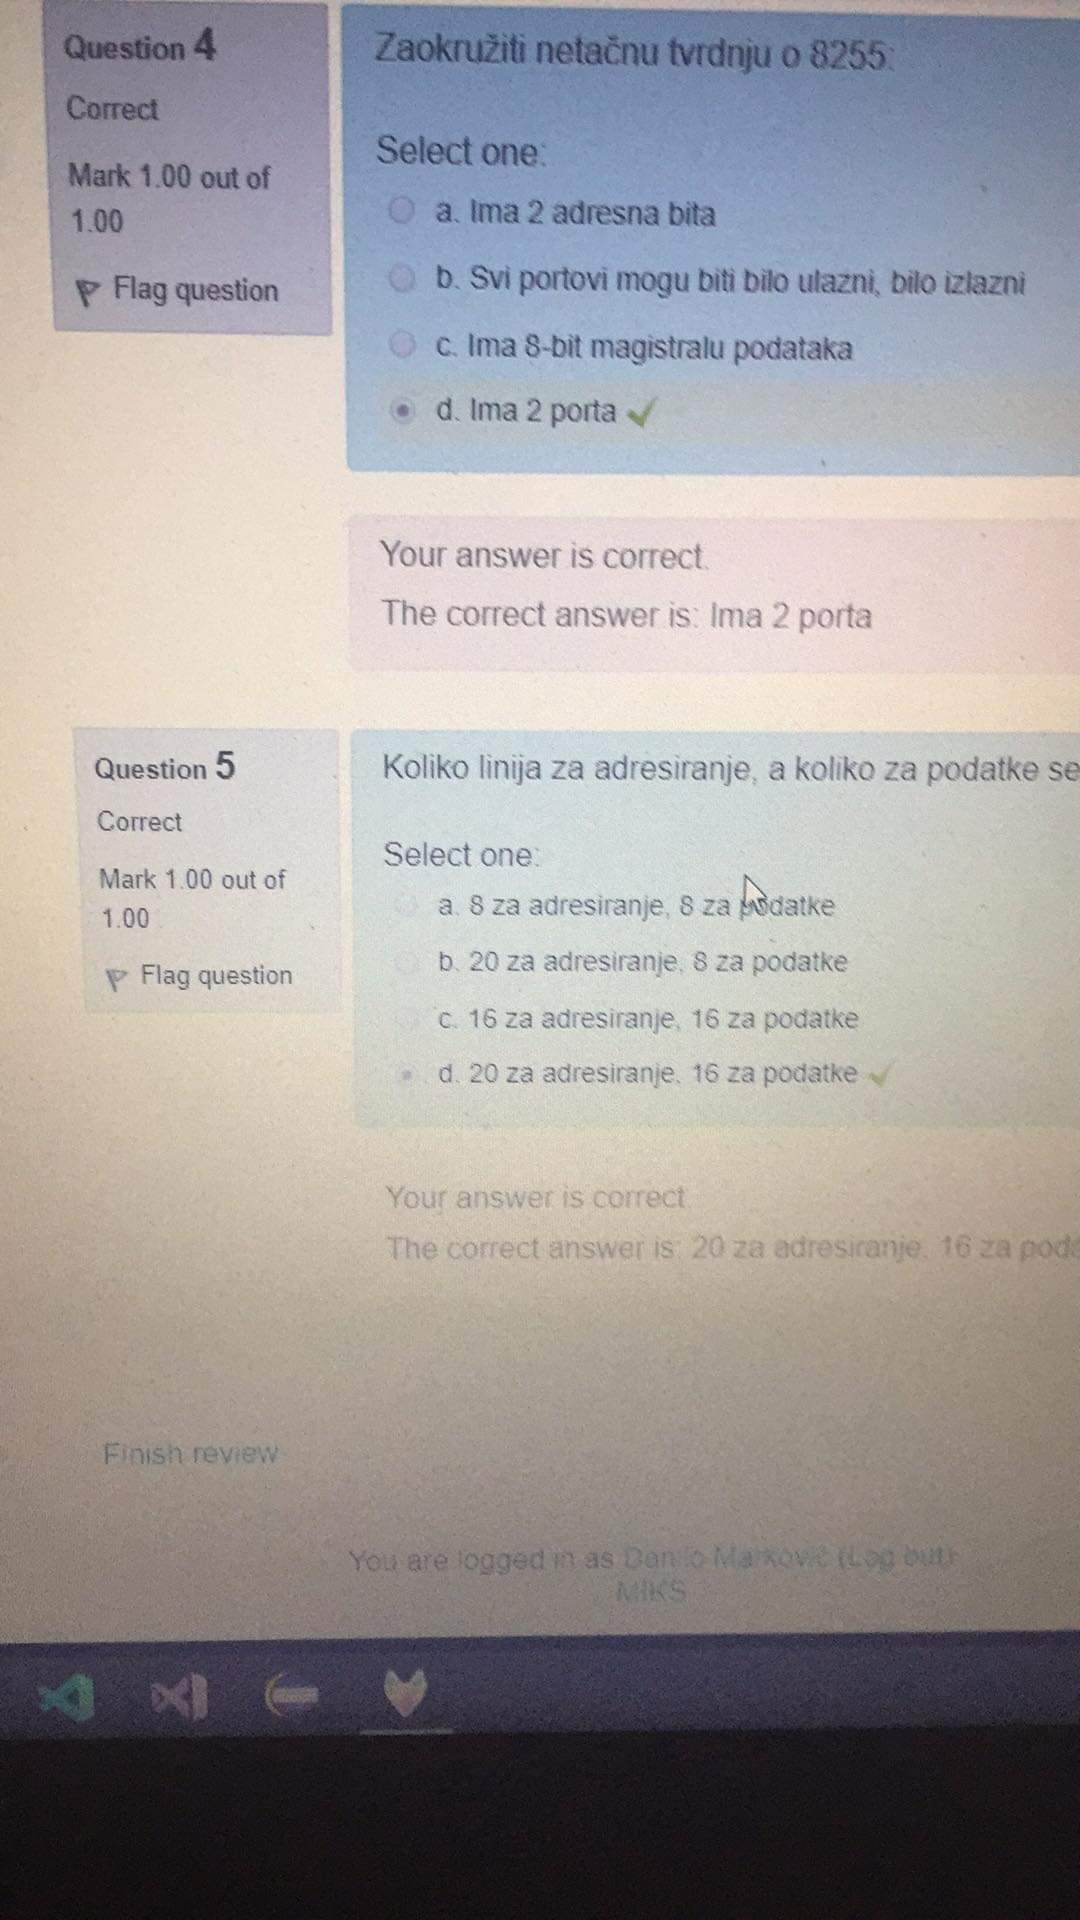 Question 4
Correct
Mark 1.00 out of
1.00
Flag question
Zaokružiti netačnu tvrdnju o 8255:
Select one:
a. Ima 2 adresna bita
b. Svi portovi mogu biti bilo ulazni, bilo izlazni
c. Ima 8-bit magistralu podataka
d. Ima 2 porta
Your answer is correct.
The correct answer is: Ima 2 porta
Question 5
Correct
Mark 1.00 out of
1.00
Flag question
Koliko linija za adresiranje, a koliko za podatke se
Select one:
a. 8 za adresiranje, 8 za podatke
b. 20 za adresiranje, 8 za podatke
c. 16 za adresiranje, 16 za podatke
d. 20 za adresiranje, 16 za podatke
Your answer is correct.
The correct answer is: 20 za adresiranje, 16 za poda
Finish review
You are logged in as Danilo Marković (Log out)
MIKS